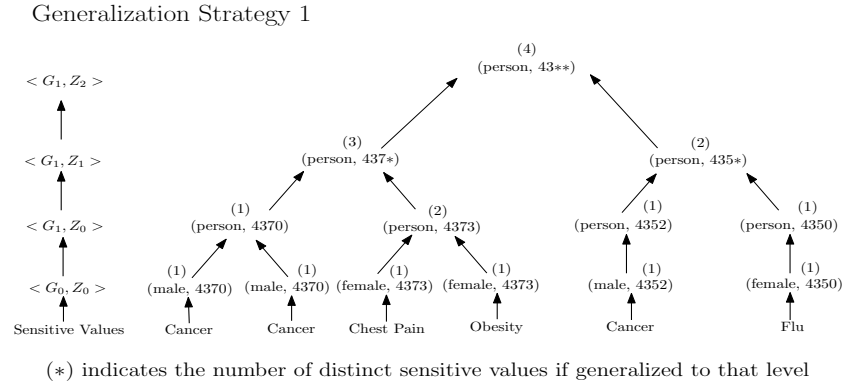 Generalization Strategy 1
(4)
< G₁, Z₂ > (person, 43∗∗)
(3) (2)
< G₁, Z₁ > (person, 437∗) (person, 435∗)
(1) (2) (1) (1)
< G₁, Z₀ > (person, 4370) (person, 4373) (person, 4352) (person, 4350)
(1) (1) (1) (1) (1) (1)
< G₀, Z₀ > (male, 4370) (male, 4370) (female, 4373) (female, 4373) (male, 4352) (female, 4350)
Sensitive Values Cancer Cancer Chest Pain Obesity Cancer Flu
(∗) indicates the number of distinct sensitive values if generalized to that level